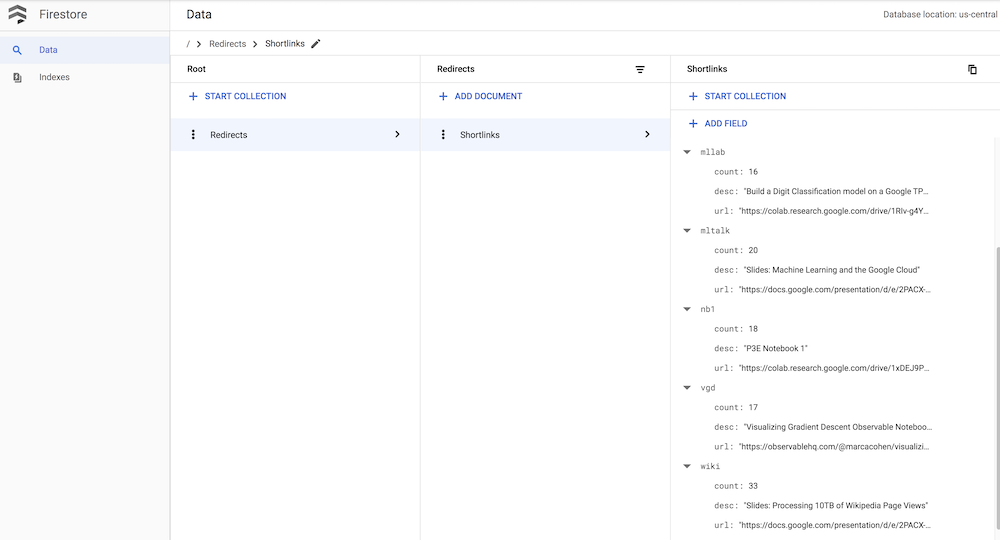 Firestore
Data
Database location: us-central
Data
Indexes
/ > Redirects > Shortlinks
Root
Redirects
Shortlinks
+ START COLLECTION
+ ADD DOCUMENT
+ START COLLECTION
+ ADD FIELD
Redirects
Shortlinks
mllab
count: 16
desc: "Build a Digit Classification model on a Google TP…
url: "https://colab.research.google.com/drive/1RIv-g4Y…
mltalk
count: 20
desc: "Slides: Machine Learning and the Google Cloud"
url: "https://docs.google.com/presentation/d/e/2PACX-…
nb1
count: 18
desc: "P3E Notebook 1"
url: "https://colab.research.google.com/drive/1xDEJ9P…
vgd
count: 17
desc: "Visualizing Gradient Descent Observable Noteboo…
url: "https://observablehq.com/@marcacohen/visualizi…
wiki
count: 33
desc: "Slides: Processing 10TB of Wikipedia Page Views"
url: "https://docs.google.com/presentation/d/e/2PACX-…